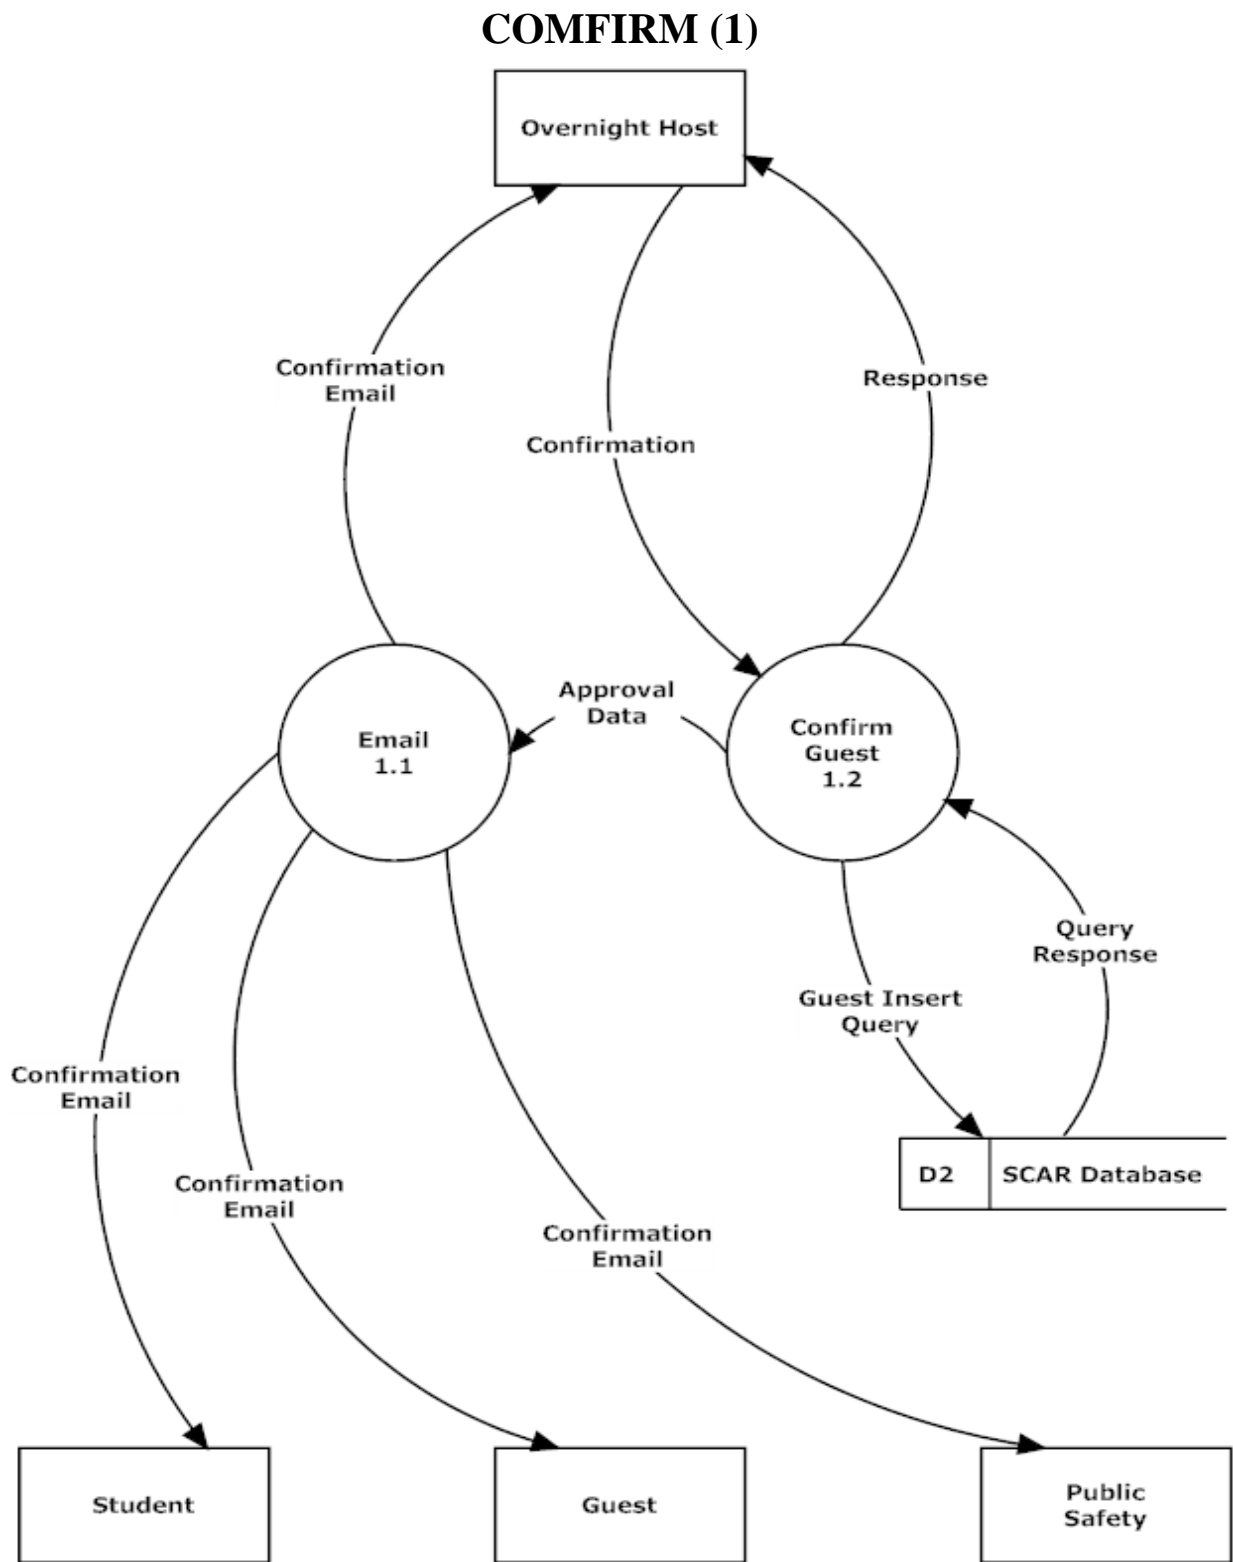 COMFIRM (1)
Overnight Host
Confirmation
Email
Response
Confirmation
Approval
Data
Email
1.1
Confirm
Guest
1.2
Query
Response
Guest Insert
Query
Confirmation
Email
D2
SCAR Database
Confirmation
Email
Confirmation
Email
Student
Guest
Public
Safety